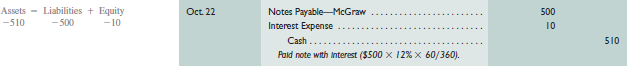 Assets = Liabilities + Equity
-510 -500 -10
Oct. 22 Notes Payable—McGraw ........................ 500
Interest Expense .............................. 10
Cash ..................................... 510
Paid note with interest ($500 × 12% × 60/360).